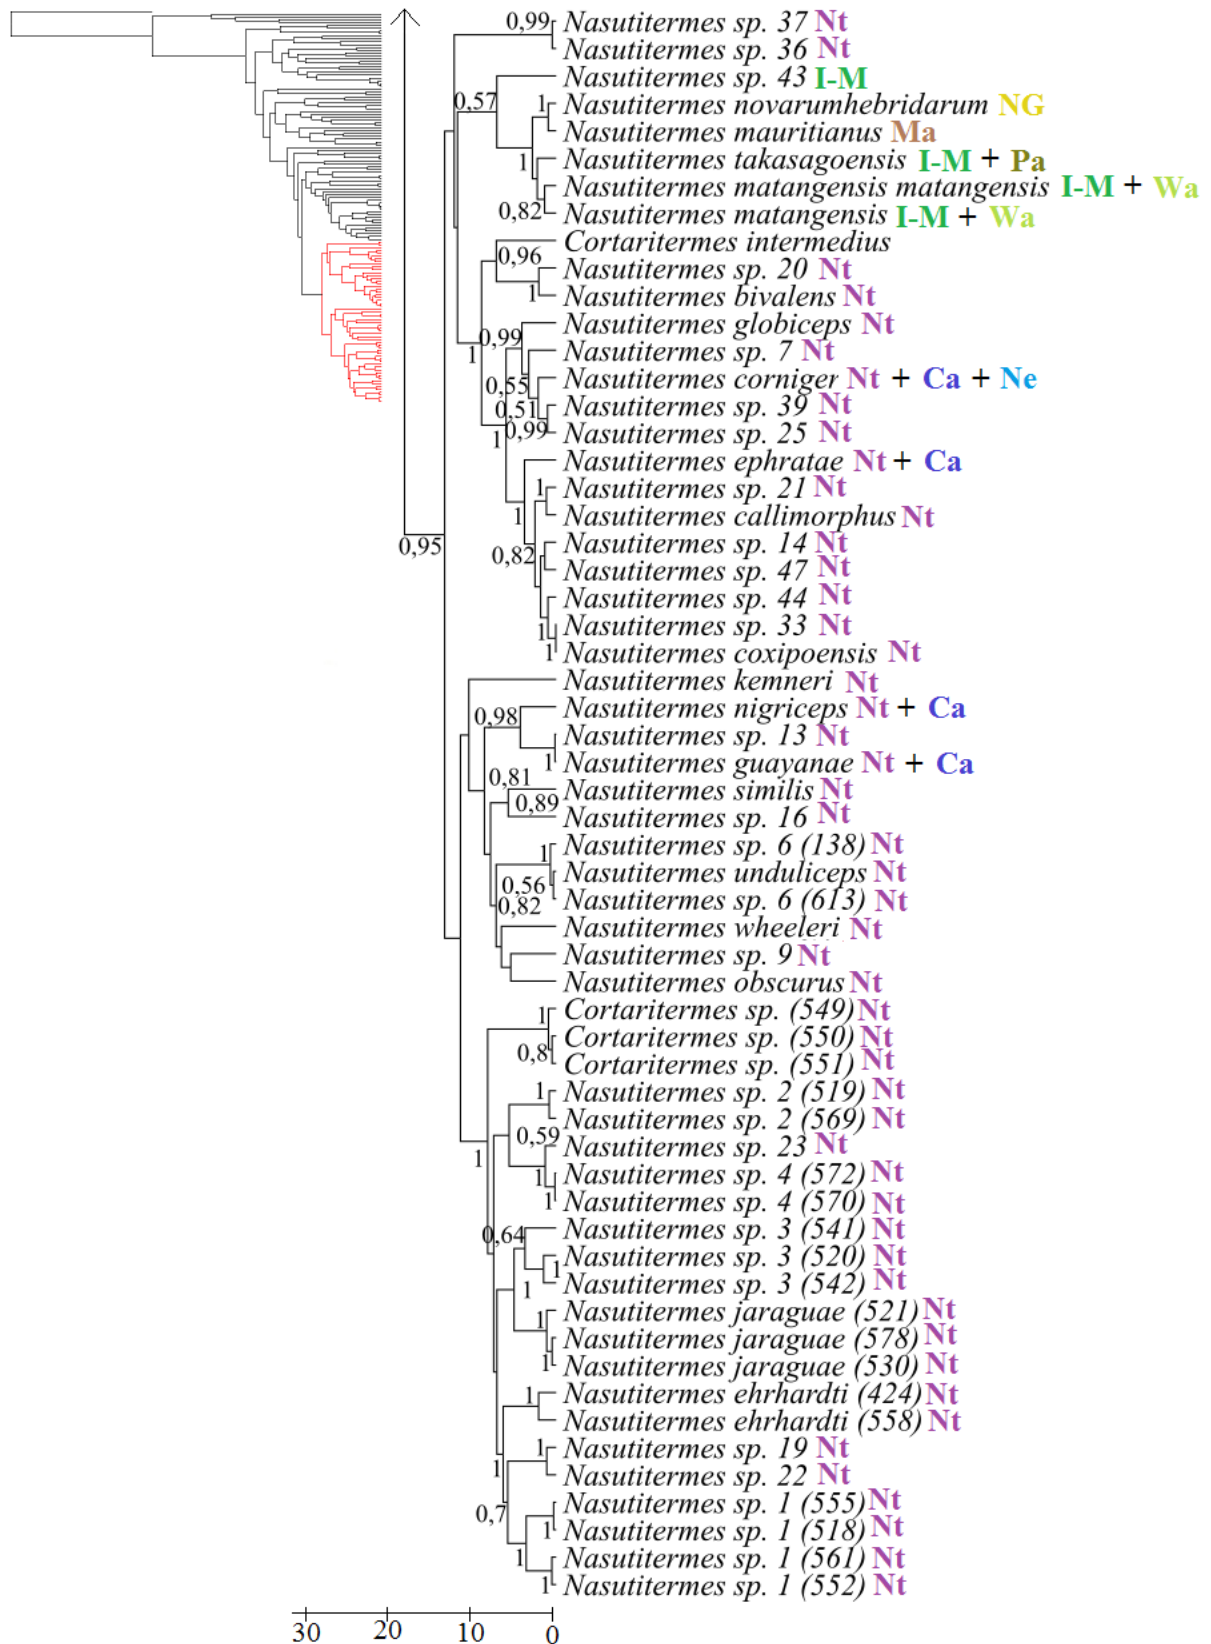 0,99 Nasutitermes sp. 37 Nt
Nasutitermes sp. 36 Nt
Nasutitermes sp. 43 I-M
0,57
1 Nasutitermes novarumhebridarum NG
Nasutitermes mauritianus Ma
1 Nasutitermes takasagoensis I-M + Pa
Nasutitermes matangensis matangensis I-M + Wa
0,82 Nasutitermes matangensis I-M + Wa
Cortaritermes intermedius
0,96
Nasutitermes sp. 20 Nt
1 Nasutitermes bivalens Nt
Nasutitermes globiceps Nt
0,99
1 Nasutitermes sp. 7 Nt
0,55 Nasutitermes corniger Nt + Ca + Ne
0,51 Nasutitermes sp. 39 Nt
1 0,99 Nasutitermes sp. 25 Nt
Nasutitermes ephratae Nt + Ca
1 Nasutitermes sp. 21 Nt
1 Nasutitermes callimorphus Nt
Nasutitermes sp. 14 Nt
0,95 0,82
Nasutitermes sp. 47 Nt
Nasutitermes sp. 44 Nt
1 Nasutitermes sp. 33 Nt
1 Nasutitermes coxipoensis Nt
Nasutitermes kemneri Nt
0,98 Nasutitermes nigriceps Nt + Ca
Nasutitermes sp. 13 Nt
1 Nasutitermes guayanae Nt + Ca
0,81
Nasutitermes similis Nt
0,89
Nasutitermes sp. 16 Nt
1 Nasutitermes sp. 6 (138) Nt
Nasutitermes unduliceps Nt
0,56
0,82 Nasutitermes sp. 6 (613) Nt
Nasutitermes wheeleri Nt
Nasutitermes sp. 9 Nt
Nasutitermes obscurus Nt
1 Cortaritermes sp. (549) Nt
Cortaritermes sp. (550) Nt
0,8 Cortaritermes sp. (551) Nt
1 Nasutitermes sp. 2 (519) Nt
Nasutitermes sp. 2 (569) Nt
0,59
1 Nasutitermes sp. 23 Nt
1 Nasutitermes sp. 4 (572) Nt
1 Nasutitermes sp. 4 (570) Nt
0,64 Nasutitermes sp. 3 (541) Nt
Nasutitermes sp. 3 (520) Nt
1
1 Nasutitermes sp. 3 (542) Nt
1 Nasutitermes jaraguae (521) Nt
Nasutitermes jaraguae (578) Nt
1 Nasutitermes jaraguae (530) Nt
1 Nasutitermes ehrhardti (424) Nt
Nasutitermes ehrhardti (558) Nt
1 Nasutitermes sp. 19 Nt
1 Nasutitermes sp. 22 Nt
Nasutitermes sp. 1 (555) Nt
0,7
1 Nasutitermes sp. 1 (518) Nt
1 Nasutitermes sp. 1 (561) Nt
1 Nasutitermes sp. 1 (552) Nt
30 20 10 0